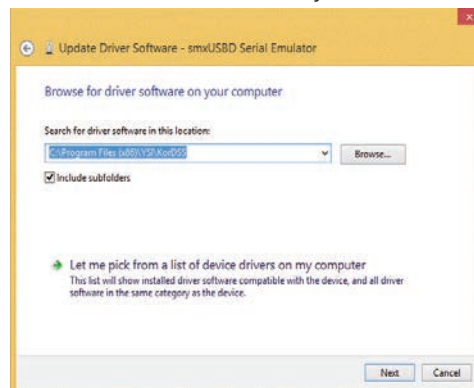 Update Driver Software - smxUSBD Serial Emulator
Browse for driver software on your computer
Search for driver software in this location:
C:\Program Files (x86)\YSI\KorDSS
Browse...
Include subfolders
Let me pick from a list of device drivers on my computer
This list will show installed driver software compatible with the device, and all driver
software in the same category as the device.
Next
Cancel